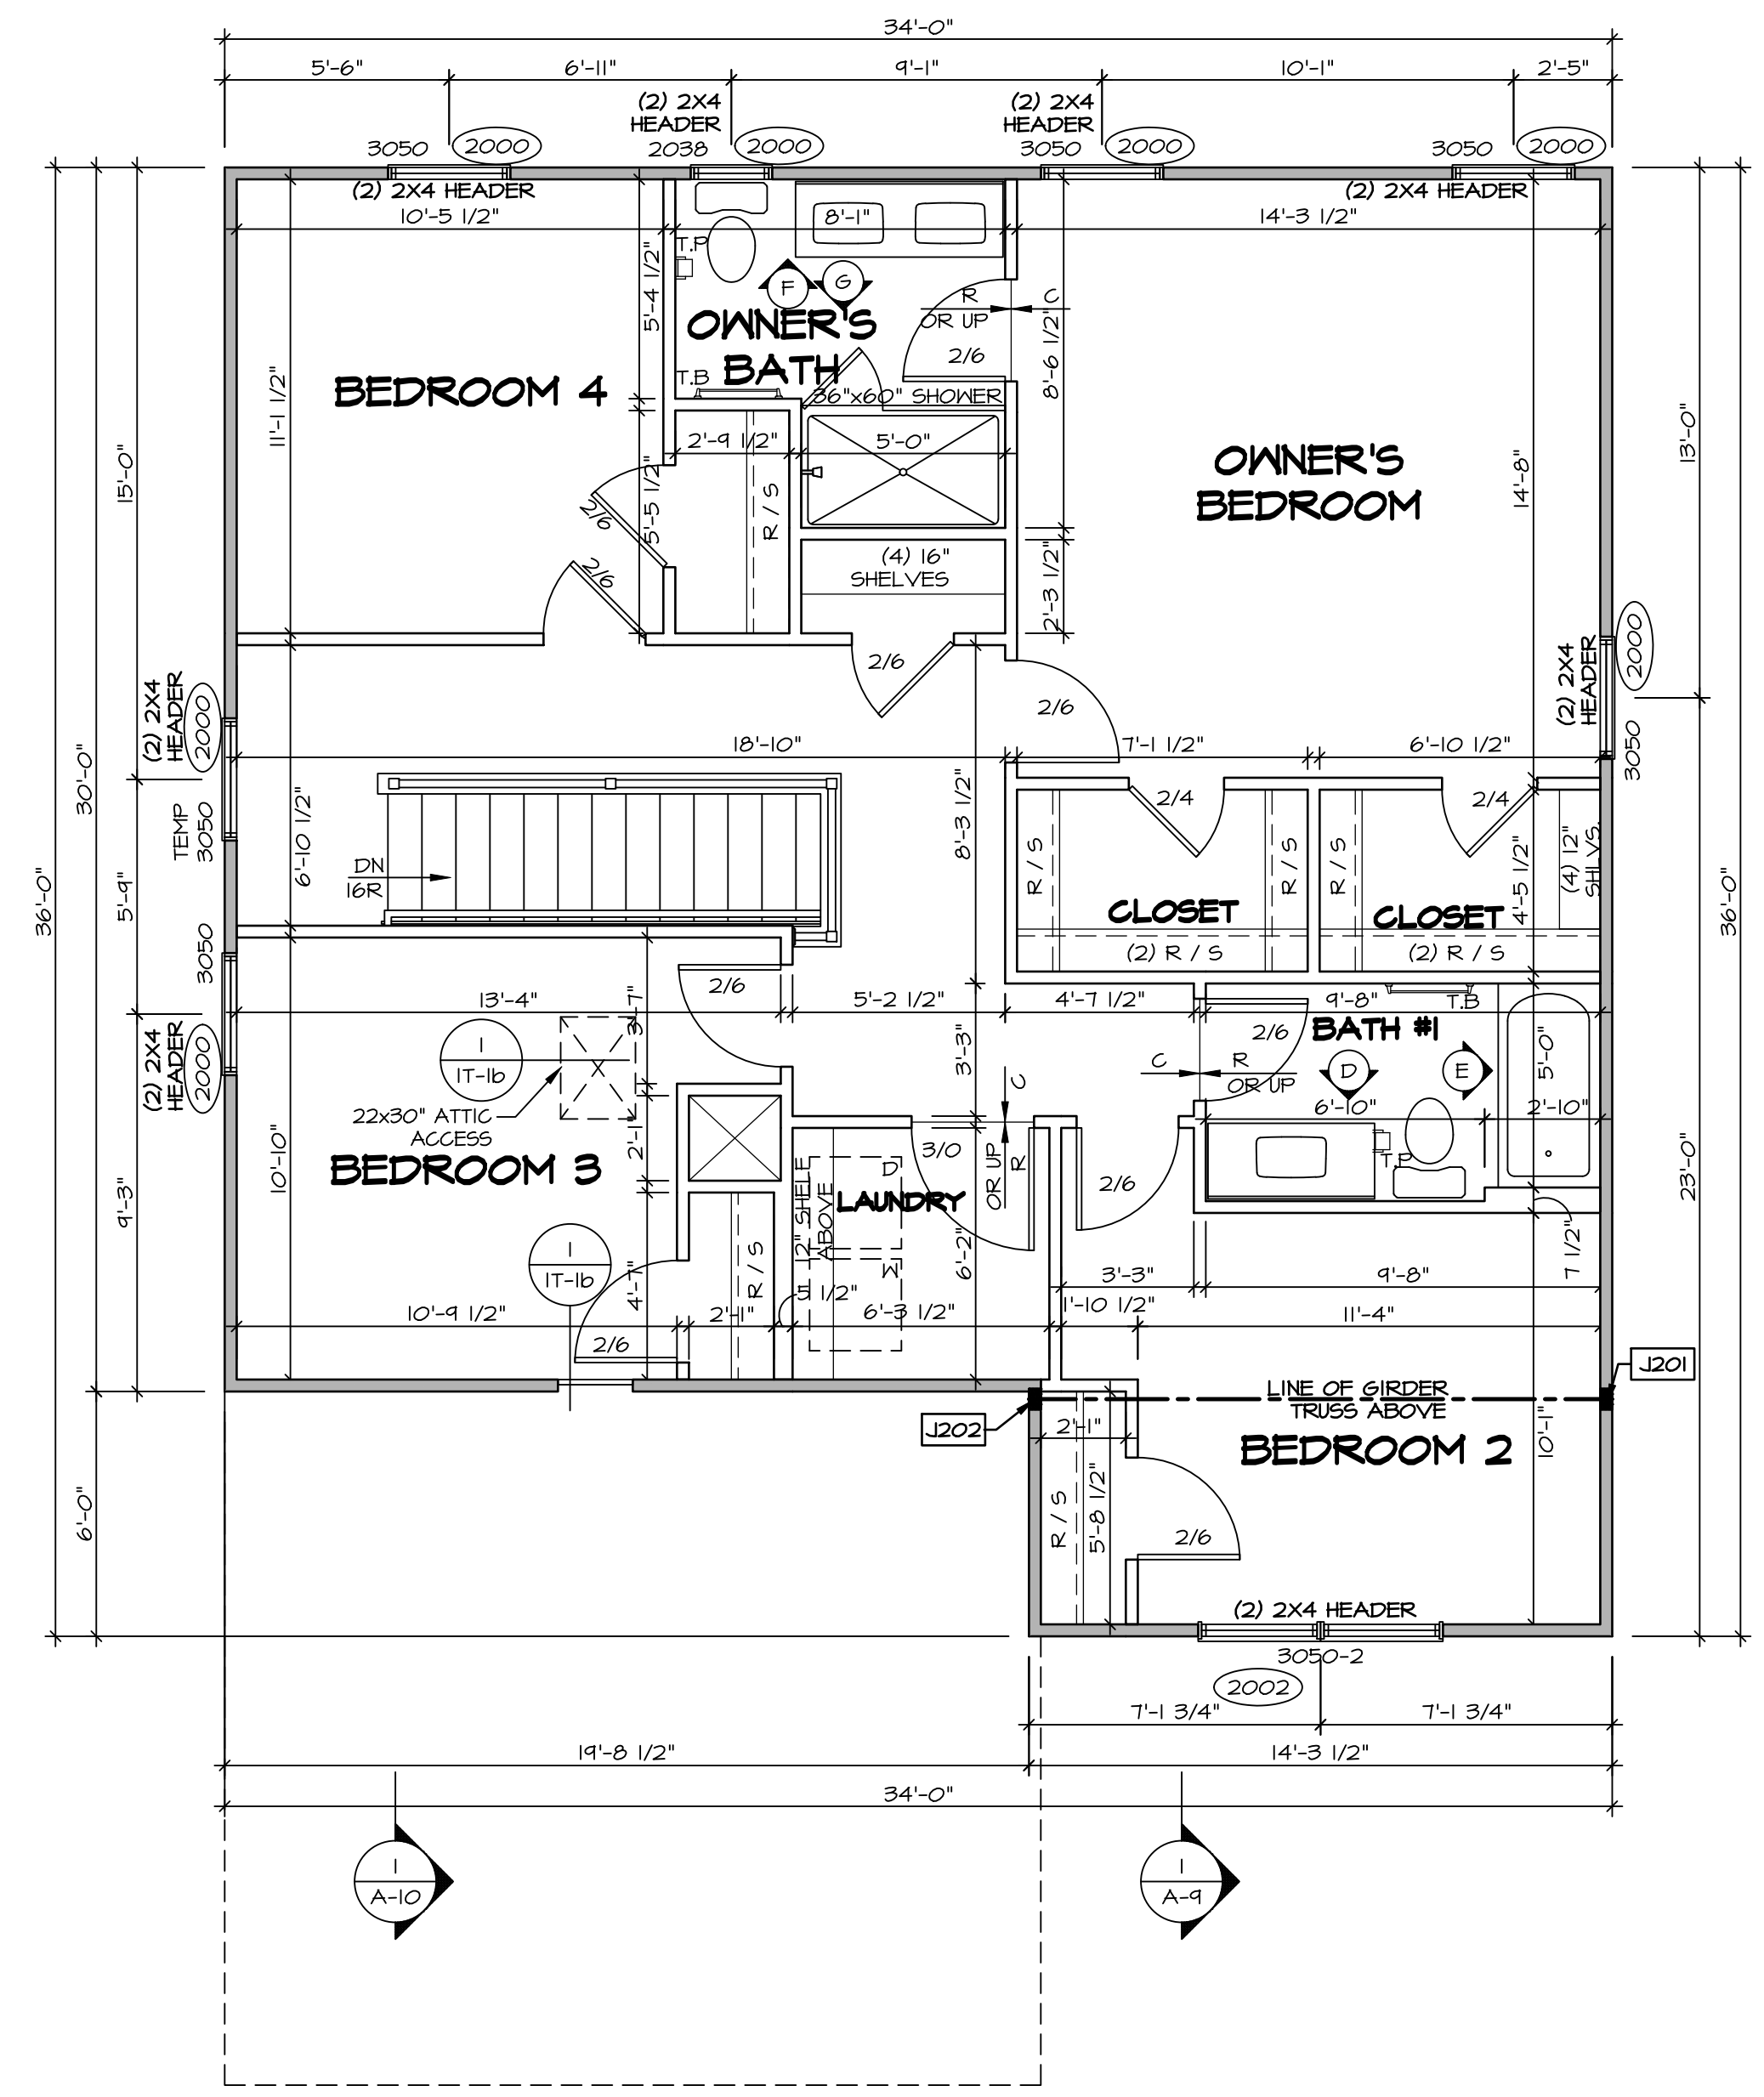 34'-0"
5'-6"
6'-11"
9'-1"
10'-1"
2'-5"
(2) 2X4
HEADER
(2) 2X4
HEADER
3050
2000
2038
2000
3050
2000
3050
2000
(2) 2X4 HEADER
(2) 2X4 HEADER
10'-5 1/2"
8'-1"
14'-3 1/2"
T.P
5'-4 1/2"
F
G
R
C
OR UP
OWNER'S
BATH
2/6
8'-6 1/2"
BEDROOM 4
T.B
36"x60" SHOWER
11'-1 1/2"
2'-9 1/2"
5'-0"
OWNER'S
BEDROOM
14'-8"
13'-0"
15'-0"
5'-5 1/2"
R / S
2/6
2/6
(4) 16"
SHELVES
2'-3 1/2"
2/6
2/6
(2) 2X4
HEADER
2000
3050
(2) 2X4
HEADER
2000
18'-10"
7'-1 1/2"
6'-10 1/2"
30'-0"
TEMP
3050
6'-10 1/2"
8'-3 1/2"
2/4
2/4
DN
16R
R / S
R / S
R / S
4'-5 1/2"
(4) 12"
SHLVS.
CLOSET
CLOSET
36'-0"
5'-9"
36'-0"
3050
(2) R / S
(2) R / S
2/6
13'-4"
3'-7"
5'-2 1/2"
4'-7 1/2"
9'-8"
T.B
2/6
BATH #1
3'-3"
1
1T-1b
C
R
OR UP
D
E
5'-0"
(2) 2X4
HEADER
2000
22x30" ATTIC
ACCESS
C
6'-10"
2'-10"
10'-10"
BEDROOM 3
2'-1"
3/0
OR UP
R
T.P
D
LAUNDRY
12" SHELF
ABOVE
2/6
9'-3"
23'-0"
1
1T-1b
R / S
W
6'-2"
7 1/2"
4'-7"
5 1/2"
3'-3"
9'-8"
10'-9 1/2"
2'-1"
6'-3 1/2"
1'-10 1/2"
11'-4"
2/6
J201
LINE OF GIRDER
TRUSS ABOVE
J202
2'-1"
BEDROOM 2
10'-1"
6'-0"
R / S
5'-8 1/2"
2/6
(2) 2X4 HEADER
3050-2
2002
7'-1 3/4"
7'-1 3/4"
19'-8 1/2"
14'-3 1/2"
34'-0"
1
A-10
1
A-9